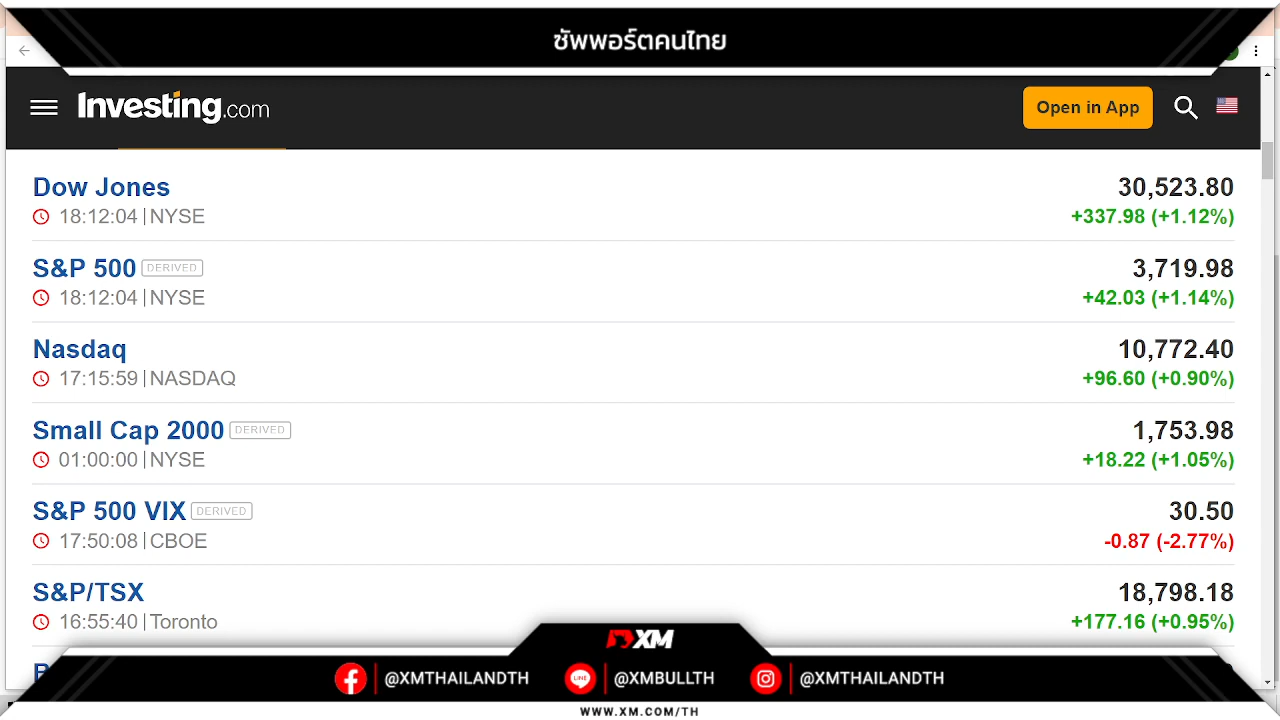 ซัพพอร์ตคนไทย
Investing.com
Open in App
Dow Jones
30,523.80
18:12:04 | NYSE
+337.98 (+1.12%)
S&P 500 DERIVED
3,719.98
18:12:04 | NYSE
+42.03 (+1.14%)
Nasdaq
10,772.40
17:15:59 | NASDAQ
+96.60 (+0.90%)
Small Cap 2000 DERIVED
1,753.98
01:00:00 | NYSE
+18.22 (+1.05%)
S&P 500 VIX DERIVED
30.50
17:50:08 | CBOE
-0.87 (-2.77%)
S&P/TSX
18,798.18
16:55:40 | Toronto
+177.16 (+0.95%)
XM
@XMTHAILANDTH
LINE
@XMBULLTH
@XMTHAILANDTH
WWW.XM.COM/TH